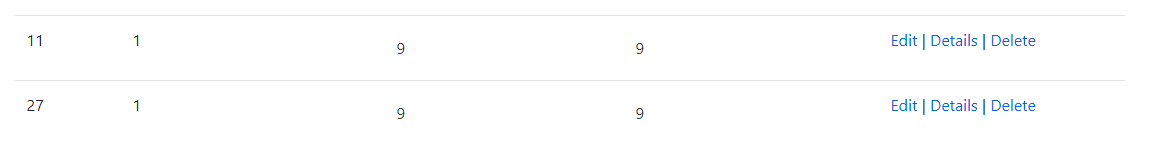 11 1 9 9 Edit | Details | Delete
27 1 9 9 Edit | Details | Delete